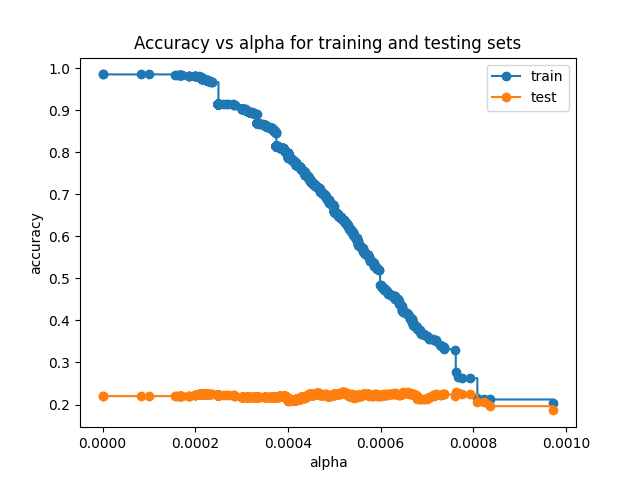 Accuracy vs alpha for training and testing sets
train
test
accuracy
1.0
0.9
0.8
0.7
0.6
0.5
0.4
0.3
0.2
0.0000 0.0002 0.0004 0.0006 0.0008 0.0010
alpha